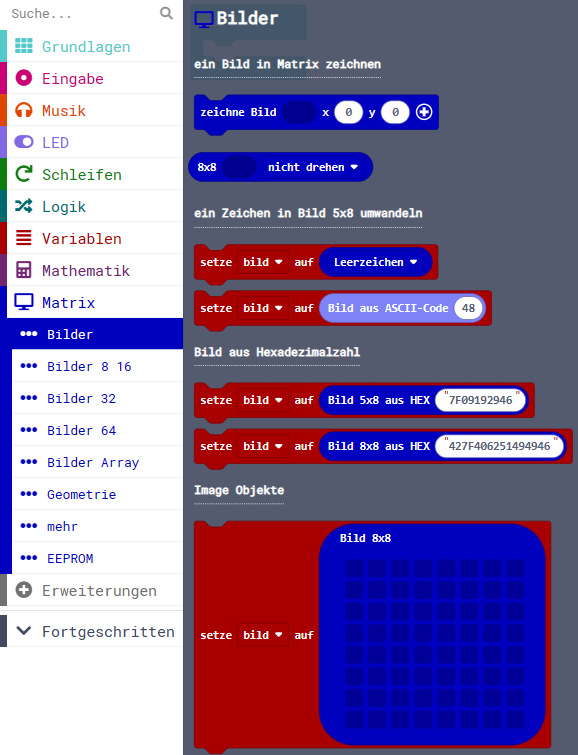 Suche...
Grundlagen
Eingabe
Musik
LED
Schleifen
Logik
Variablen
Mathematik
Matrix
Bilder
Bilder 8 16
Bilder 32
Bilder 64
Bilder Array
Geometrie
mehr
EEPROM
Erweiterungen
Fortgeschritten
Bilder
ein Bild in Matrix zeichnen
zeichne Bild x 0 y 0
8x8 nicht drehen
ein Zeichen in Bild 5x8 umwandeln
setze bild auf Leerzeichen
setze bild auf Bild aus ASCII-Code 48
Bild aus Hexadezimalzahl
setze bild auf Bild 5x8 aus HEX "7F09192946"
setze bild auf Bild 8x8 aus HEX "427F406251494946"
Image Objekte
Bild 8x8
setze bild auf